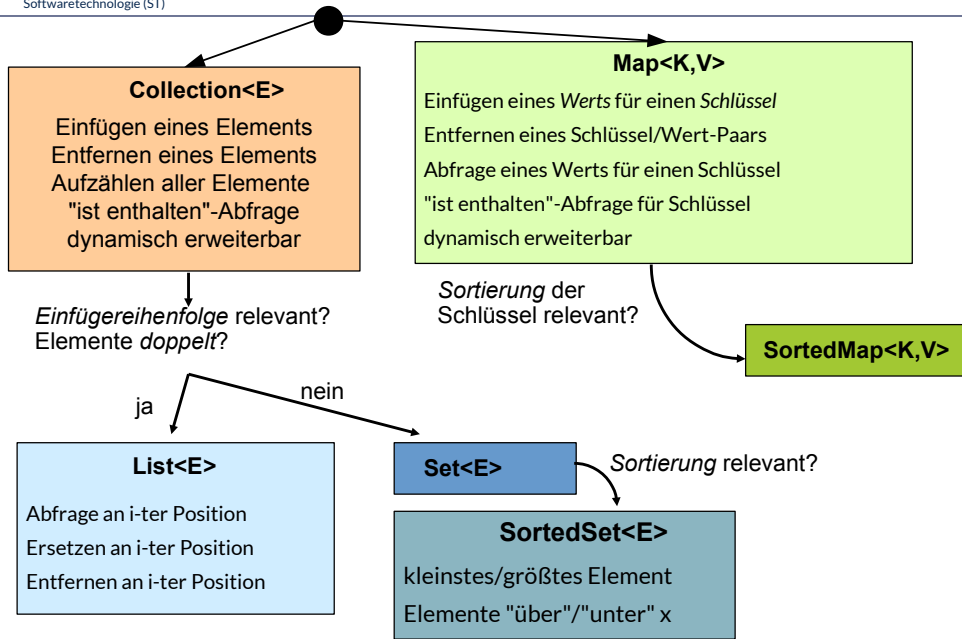 Softwaretechnologie (ST)
Collection<E>
Einfügen eines Elements
Entfernen eines Elements
Aufzählen aller Elemente
"ist enthalten"-Abfrage
dynamisch erweiterbar
Map<K,V>
Einfügen eines Werts für einen Schlüssel
Entfernen eines Schlüssel/Wert-Paars
Abfrage eines Werts für einen Schlüssel
"ist enthalten"-Abfrage für Schlüssel
dynamisch erweiterbar
Einfügereihenfolge relevant?
Elemente doppelt?
Sortierung der
Schlüssel relevant?
SortedMap<K,V>
ja
nein
List<E>
Abfrage an i-ter Position
Ersetzen an i-ter Position
Entfernen an i-ter Position
Set<E>
Sortierung relevant?
SortedSet<E>
kleinstes/größtes Element
Elemente "über"/"unter" x